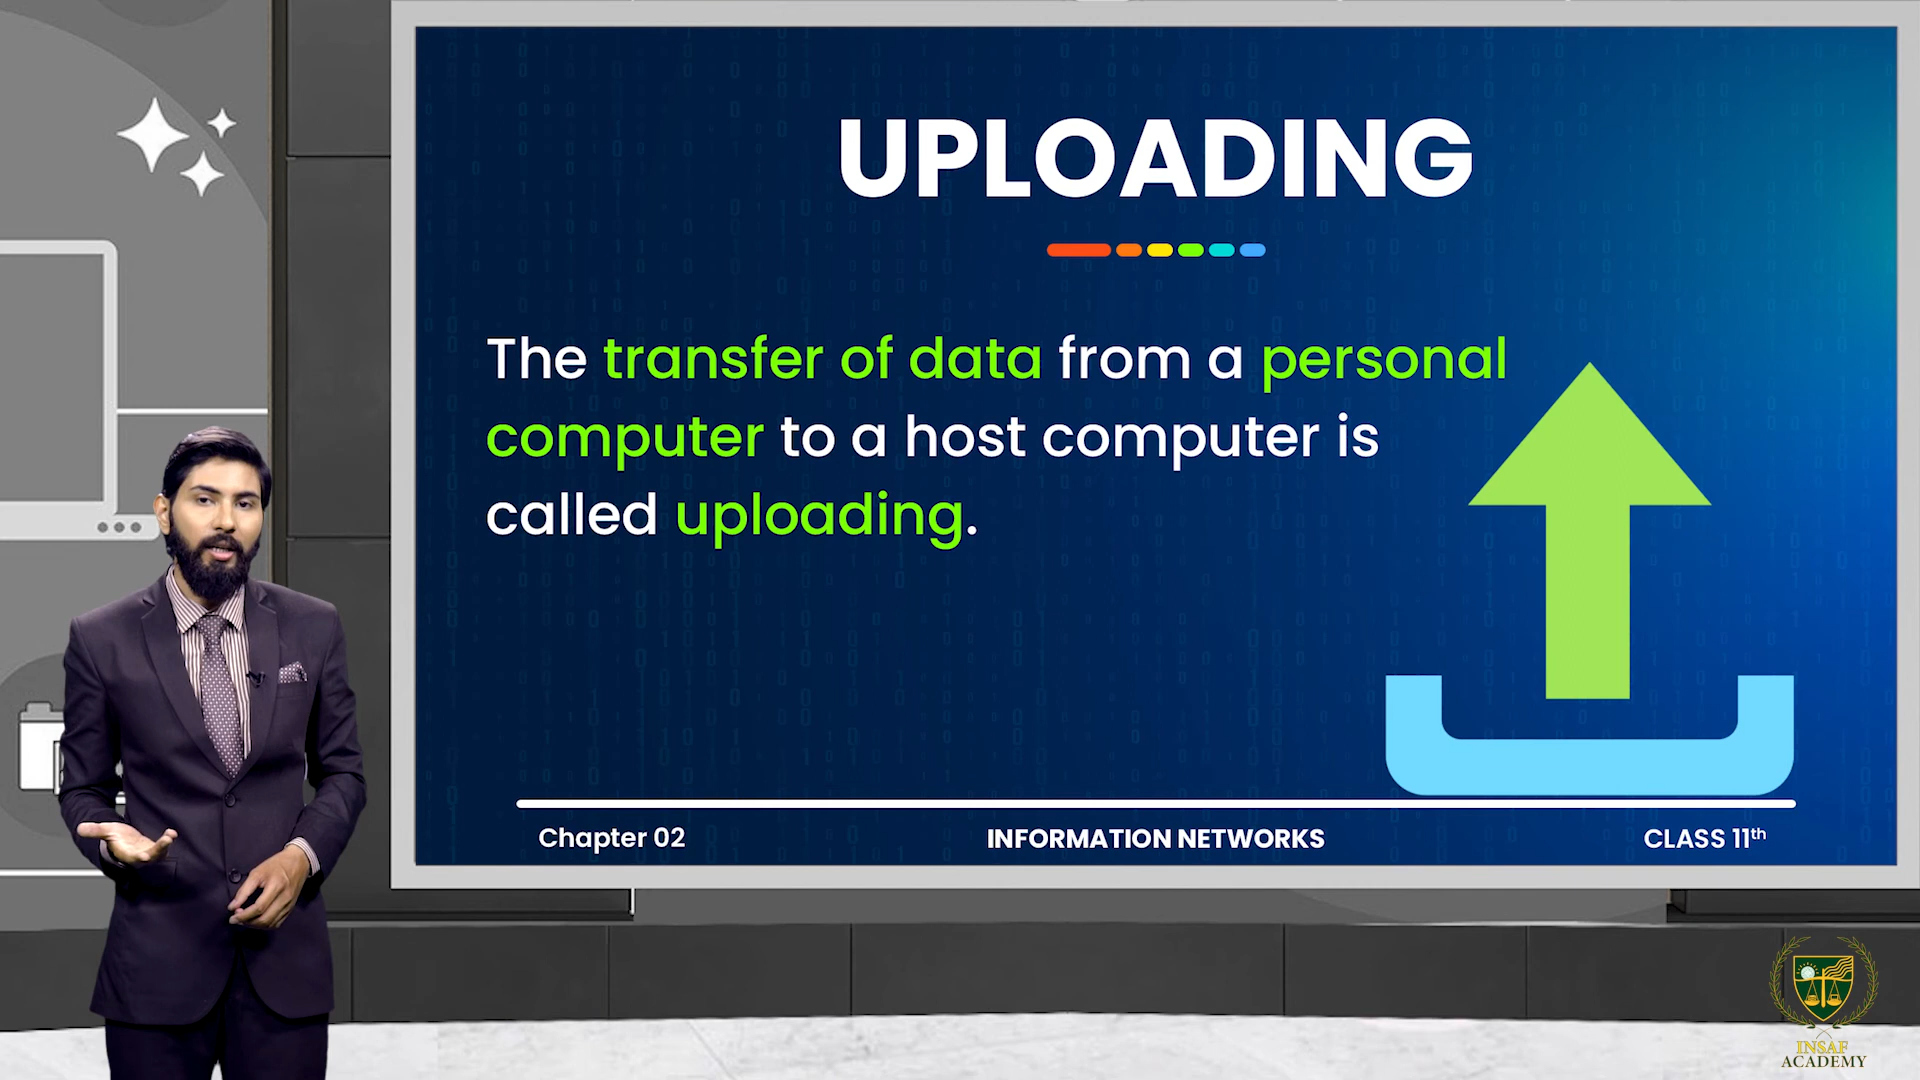 UPLOADING
The transfer of data from a personal
computer to a host computer is
called uploading.
Chapter 02
INFORMATION NETWORKS
CLASS 11th
INSAF
ACADEMY